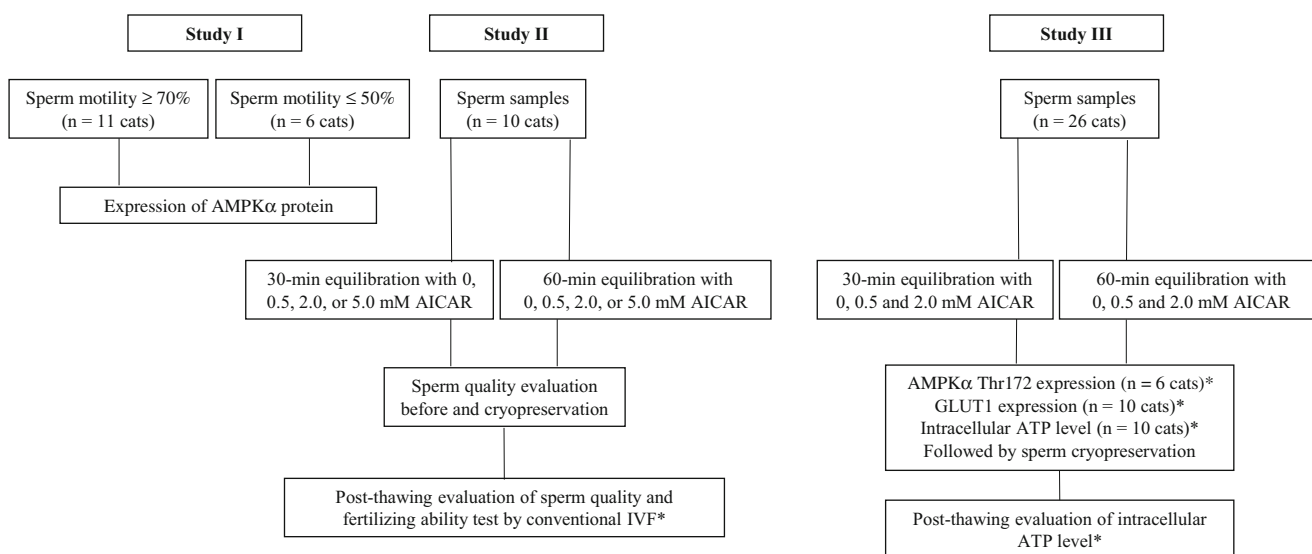 Study I
Sperm motility ≥ 70%
(n = 11 cats)
Sperm motility ≤ 50%
(n = 6 cats)
Expression of AMPKα protein
Study II
Sperm samples
(n = 10 cats)
30-min equilibration with 0,
0.5, 2.0, or 5.0 mM AICAR
60-min equilibration with
0, 0.5, 2.0, or 5.0 mM AICAR
Sperm quality evaluation
before and cryopreservation
Post-thawing evaluation of sperm quality and
fertilizing ability test by conventional IVF*
Study III
Sperm samples
(n = 26 cats)
30-min equilibration with
0, 0.5 and 2.0 mM AICAR
60-min equilibration with
0, 0.5 and 2.0 mM AICAR
AMPKα Thr172 expression (n = 6 cats)*
GLUT1 expression (n = 10 cats)*
Intracellular ATP level (n = 10 cats)*
Followed by sperm cryopreservation
Post-thawing evaluation of intracellular
ATP level*